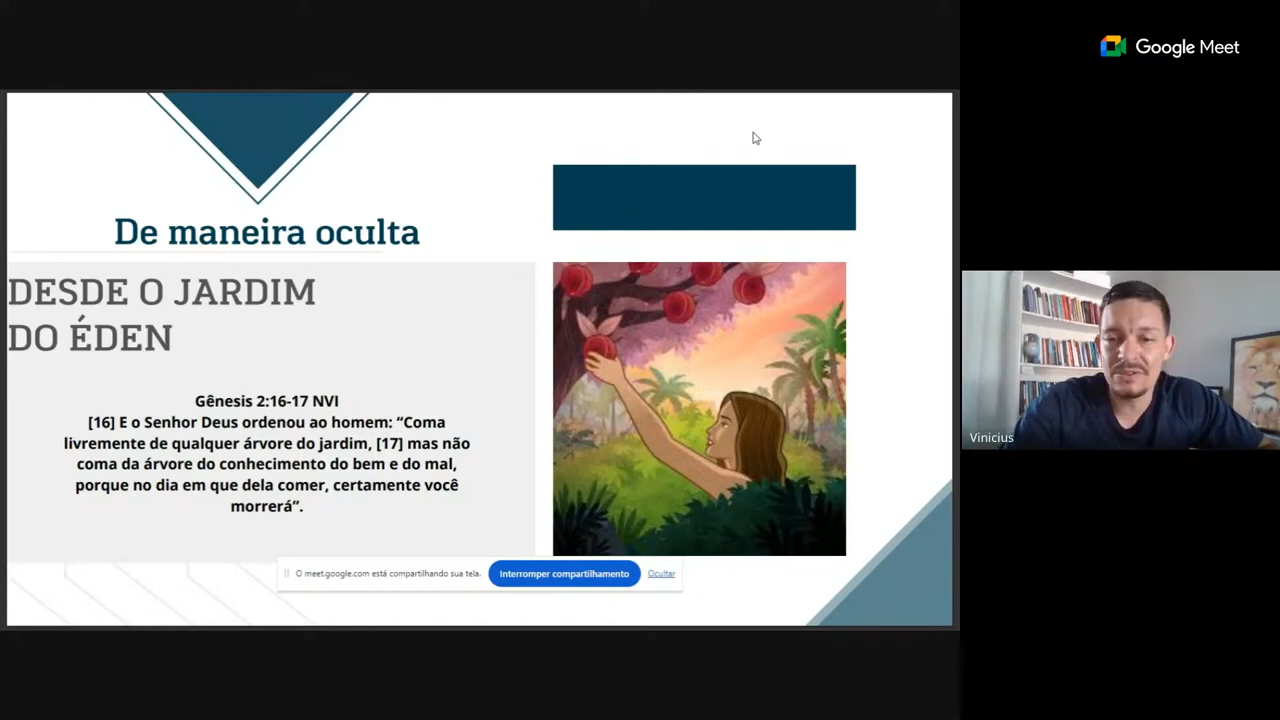 Google Meet
De maneira oculta
DESDE O JARDIM
DO ÉDEN
Gênesis 2:16-17 NVI
[16] E o Senhor Deus ordenou ao homem: “Coma
livremente de qualquer árvore do jardim, [17] mas não
coma da árvore do conhecimento do bem e do mal,
porque no dia em que dela comer, certamente você
morrerá”.
O meet.google.com está compartilhando sua tela.
Interromper compartilhamento
Ocultar
Vinicius